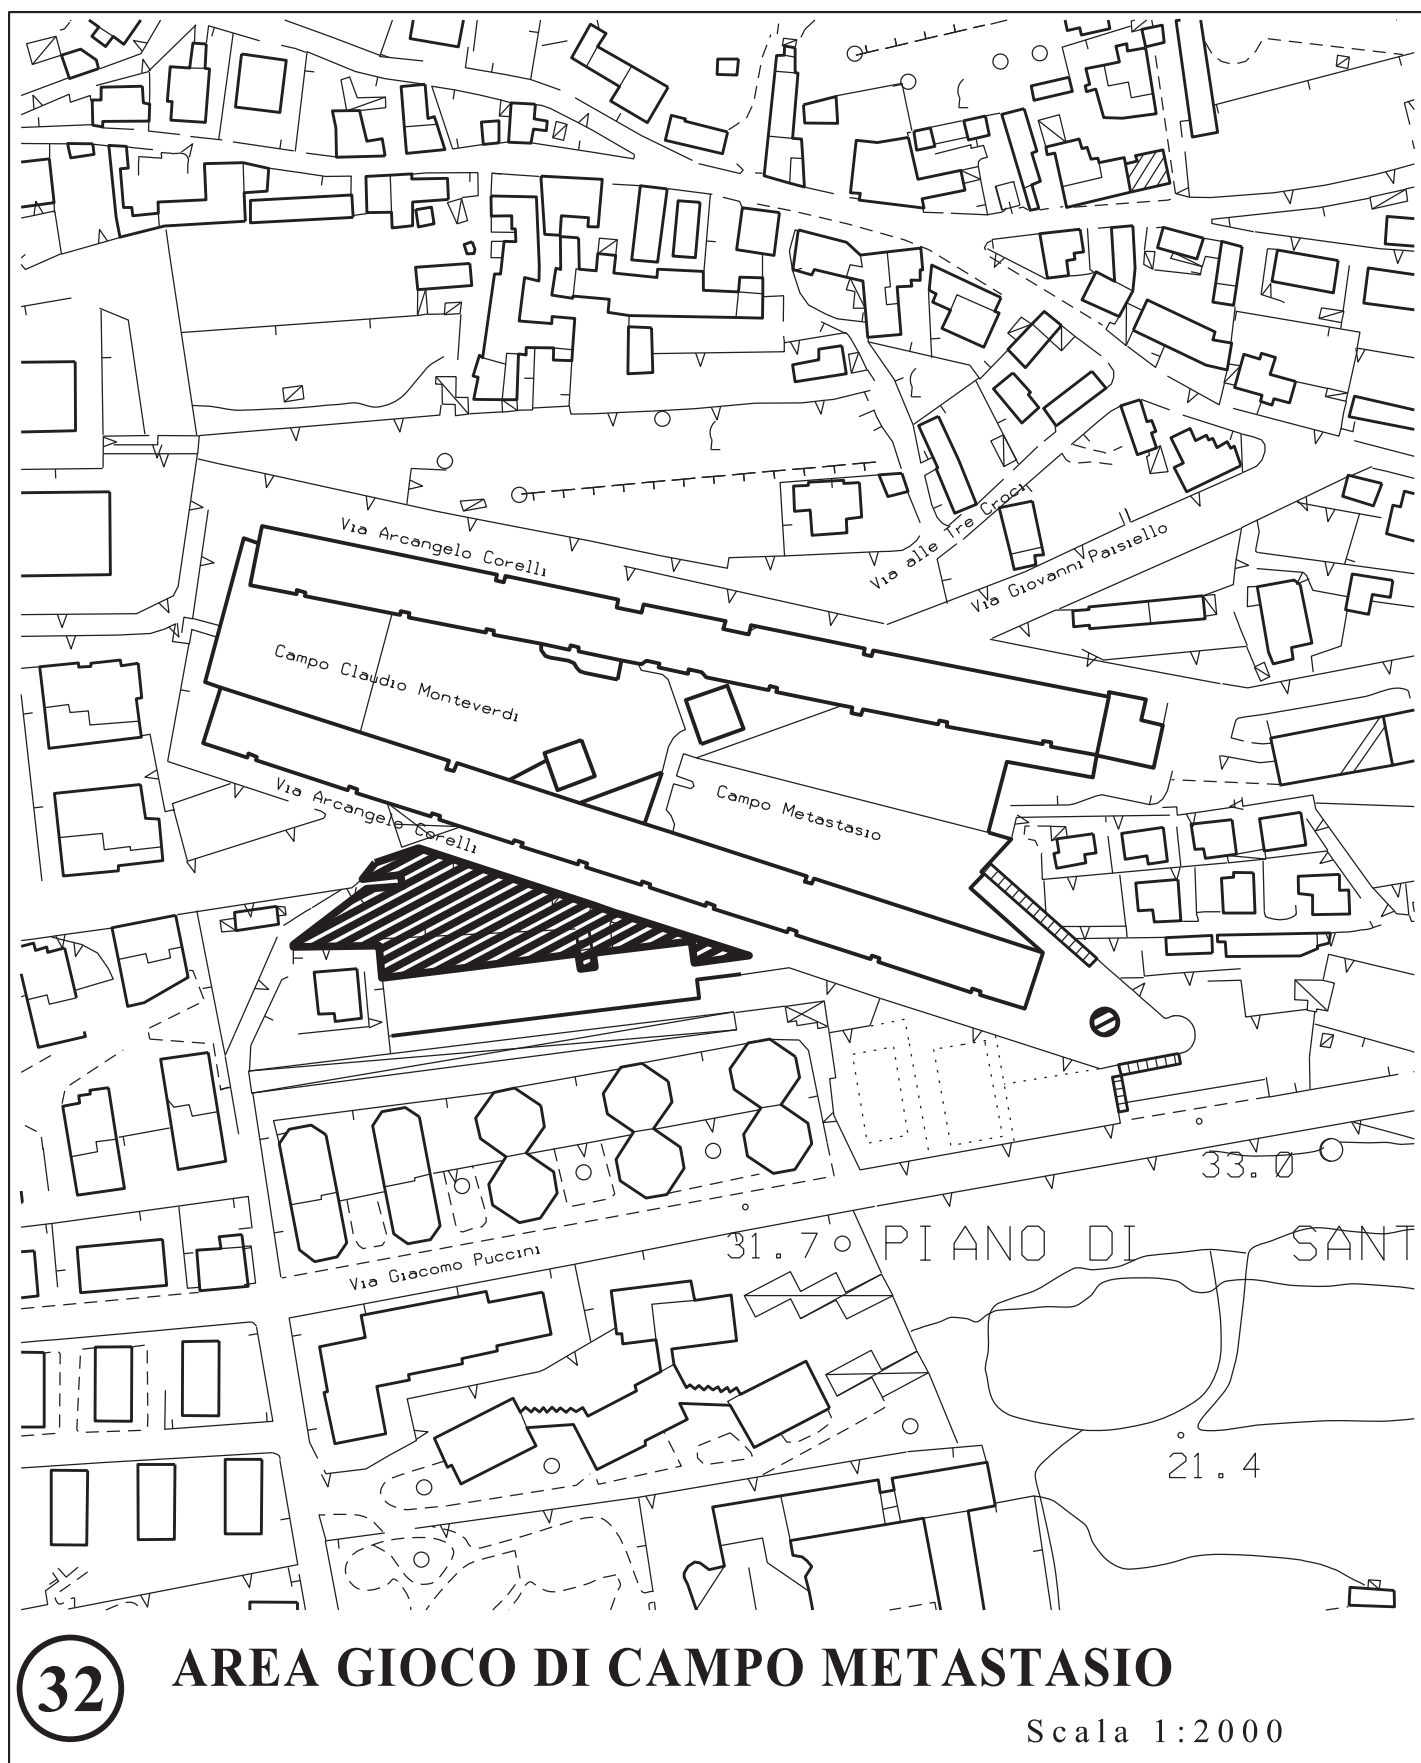 Via Arcangelo Corelli
Via alle Tre Croci
Via Giovanni Paisiello
Campo Claudio Monteverdi
Campo Metastasio
Via Arcangelo Corelli
33.0
31.7
PIANO DI SANT
Via Giacomo Puccini
21.4
32
AREA GIOCO DI CAMPO METASTASIO
Scala 1:2000